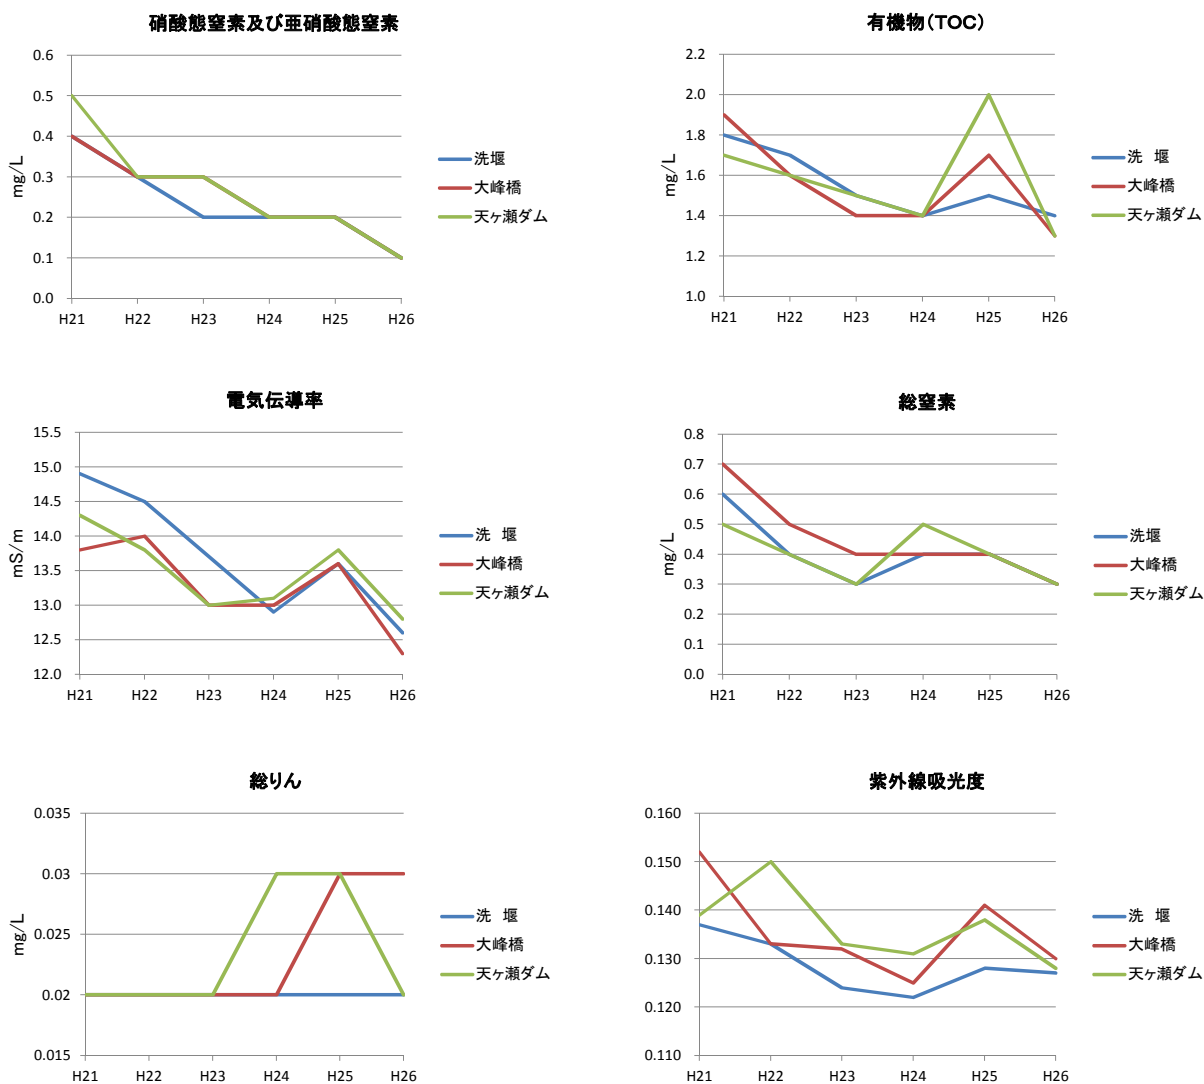 硝酸態窒素及び亜硝酸態窒素
0.6
0.5
0.4
0.3
0.2
0.1
0.0
mg/L
H21 H22 H23 H24 H25 H26
洗堰
大峰橋
天ヶ瀬ダム
有機物(TOC)
2.2
2.0
1.8
1.6
1.4
1.2
1.0
mg/L
H21 H22 H23 H24 H25 H26
洗 堰
大峰橋
天ヶ瀬ダム
電気伝導率
15.5
15.0
14.5
14.0
13.5
13.0
12.5
12.0
mS/m
H21 H22 H23 H24 H25 H26
洗 堰
大峰橋
天ヶ瀬ダム
総窒素
0.8
0.7
0.6
0.5
0.4
0.3
0.2
0.1
0.0
mg/L
H21 H22 H23 H24 H25 H26
洗 堰
大峰橋
天ヶ瀬ダム
総りん
0.035
0.03
0.025
0.02
0.015
mg/L
H21 H22 H23 H24 H25 H26
洗 堰
大峰橋
天ヶ瀬ダム
紫外線吸光度
0.160
0.150
0.140
0.130
0.120
0.110
H21 H22 H23 H24 H25 H26
洗 堰
大峰橋
天ヶ瀬ダム